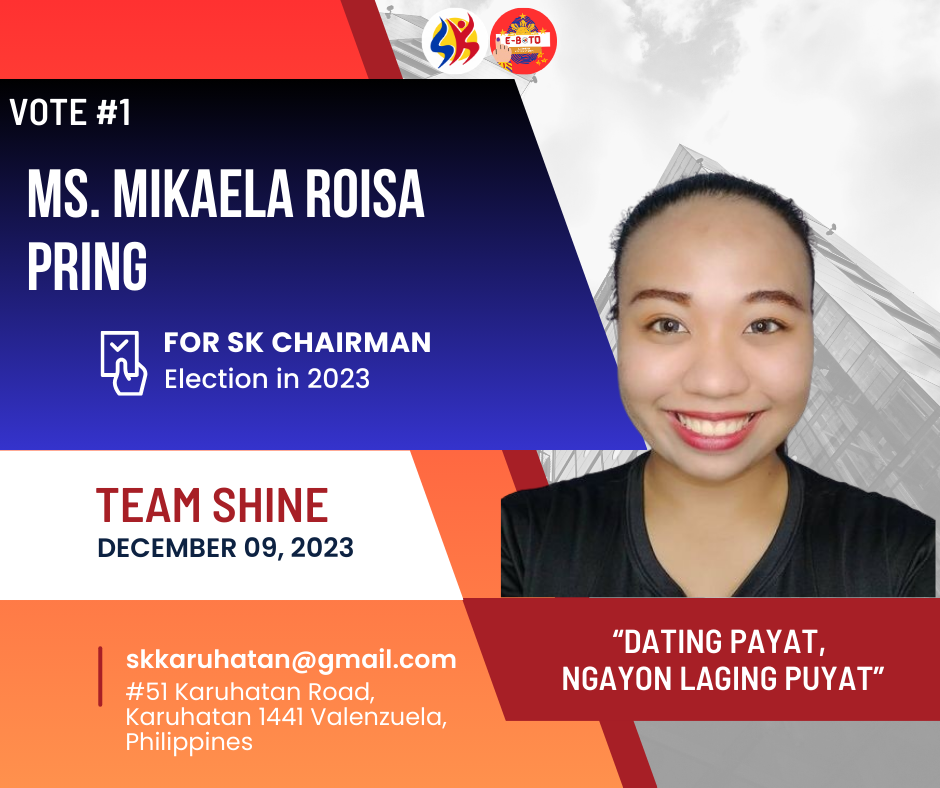 E-BOTO
VOTE #1
MS. MIKAELA ROISA
PRING
FOR SK CHAIRMAN
Election in 2023
TEAM SHINE
DECEMBER 09, 2023
skkaruhatan@gmail.com
#51 Karuhatan Road,
Karuhatan 1441 Valenzuela,
Philippines
“DATING PAYAT,
NGAYON LAGING PUYAT”